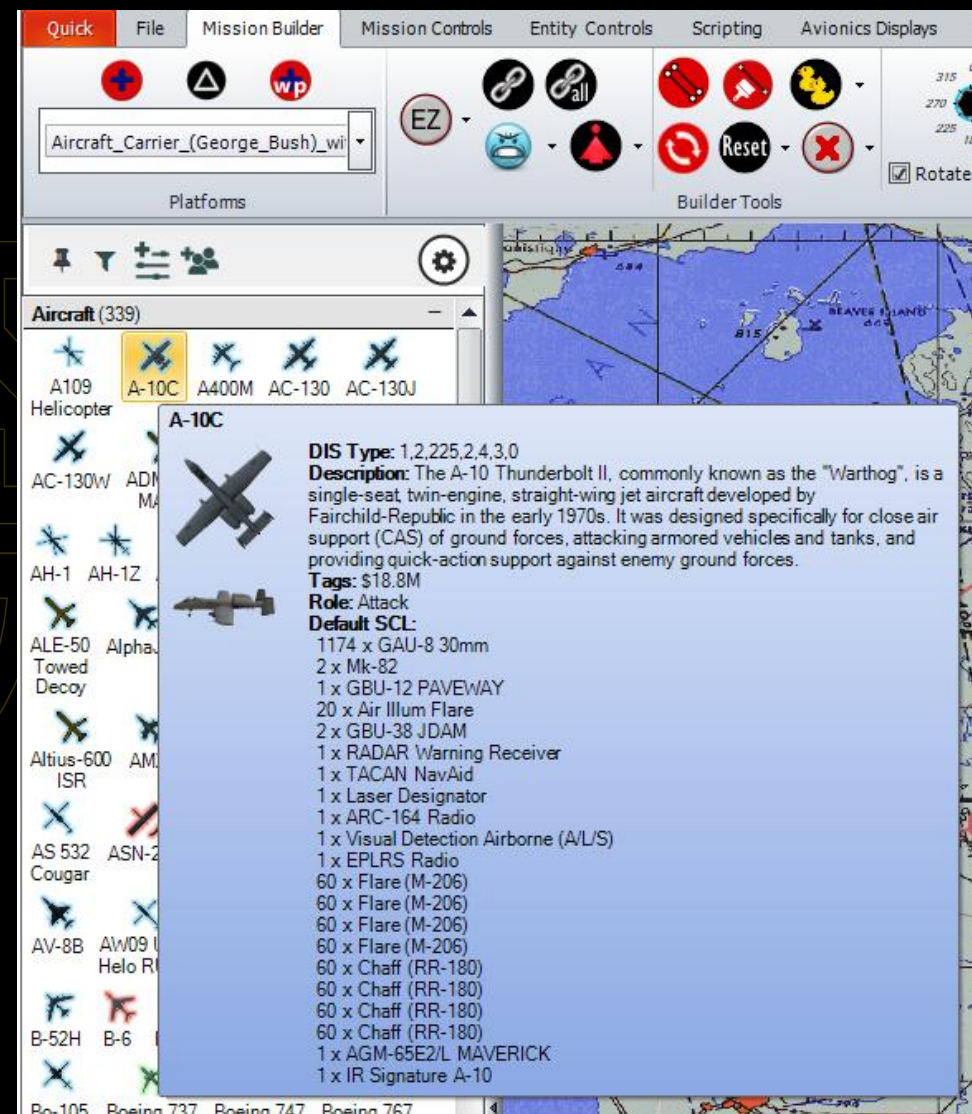 Quick File Mission Builder Mission Controls Entity Controls Scripting Avionics Displays
wp
all
EZ
Reset
315
270
225
Aircraft_Carrier_(George_Bush)_wi
Rotate
Platforms Builder Tools
Aircraft (339)
A109 Helicopter
A-10C
A400M
AC-130
AC-130J
BEAVER ISLAND
815
A-10C
DIS Type: 1,2,225,2,4,3,0
Description: The A-10 Thunderbolt II, commonly known as the "Warthog", is a
single-seat, twin-engine, straight-wing jet aircraft developed by
Fairchild-Republic in the early 1970s. It was designed specifically for close air
support (CAS) of ground forces, attacking armored vehicles and tanks, and
providing quick-action support against enemy ground forces.
Tags: $18.8M
Role: Attack
Default SCL:
1174 x GAU-8 30mm
2 x Mk-82
1 x GBU-12 PAVEWAY
20 x Air Illum Flare
2 x GBU-38 JDAM
1 x RADAR Warning Receiver
1 x TACAN NavAid
1 x Laser Designator
1 x ARC-164 Radio
1 x Visual Detection Airborne (A/L/S)
1 x EPLRS Radio
60 x Flare (M-206)
60 x Flare (M-206)
60 x Flare (M-206)
60 x Flare (M-206)
60 x Chaff (RR-180)
60 x Chaff (RR-180)
60 x Chaff (RR-180)
60 x Chaff (RR-180)
1 x AGM-65E2/L MAVERICK
1 x IR Signature A-10
AC-130W
AH-1 AH-1Z
ALE-50
Towed
Decoy
Altius-600
ISR
AS 532
Cougar
AV-8B AW09
Helo
B-52H B-6
Bo-105 Boeing 737 Boeing 747 Boeing 767